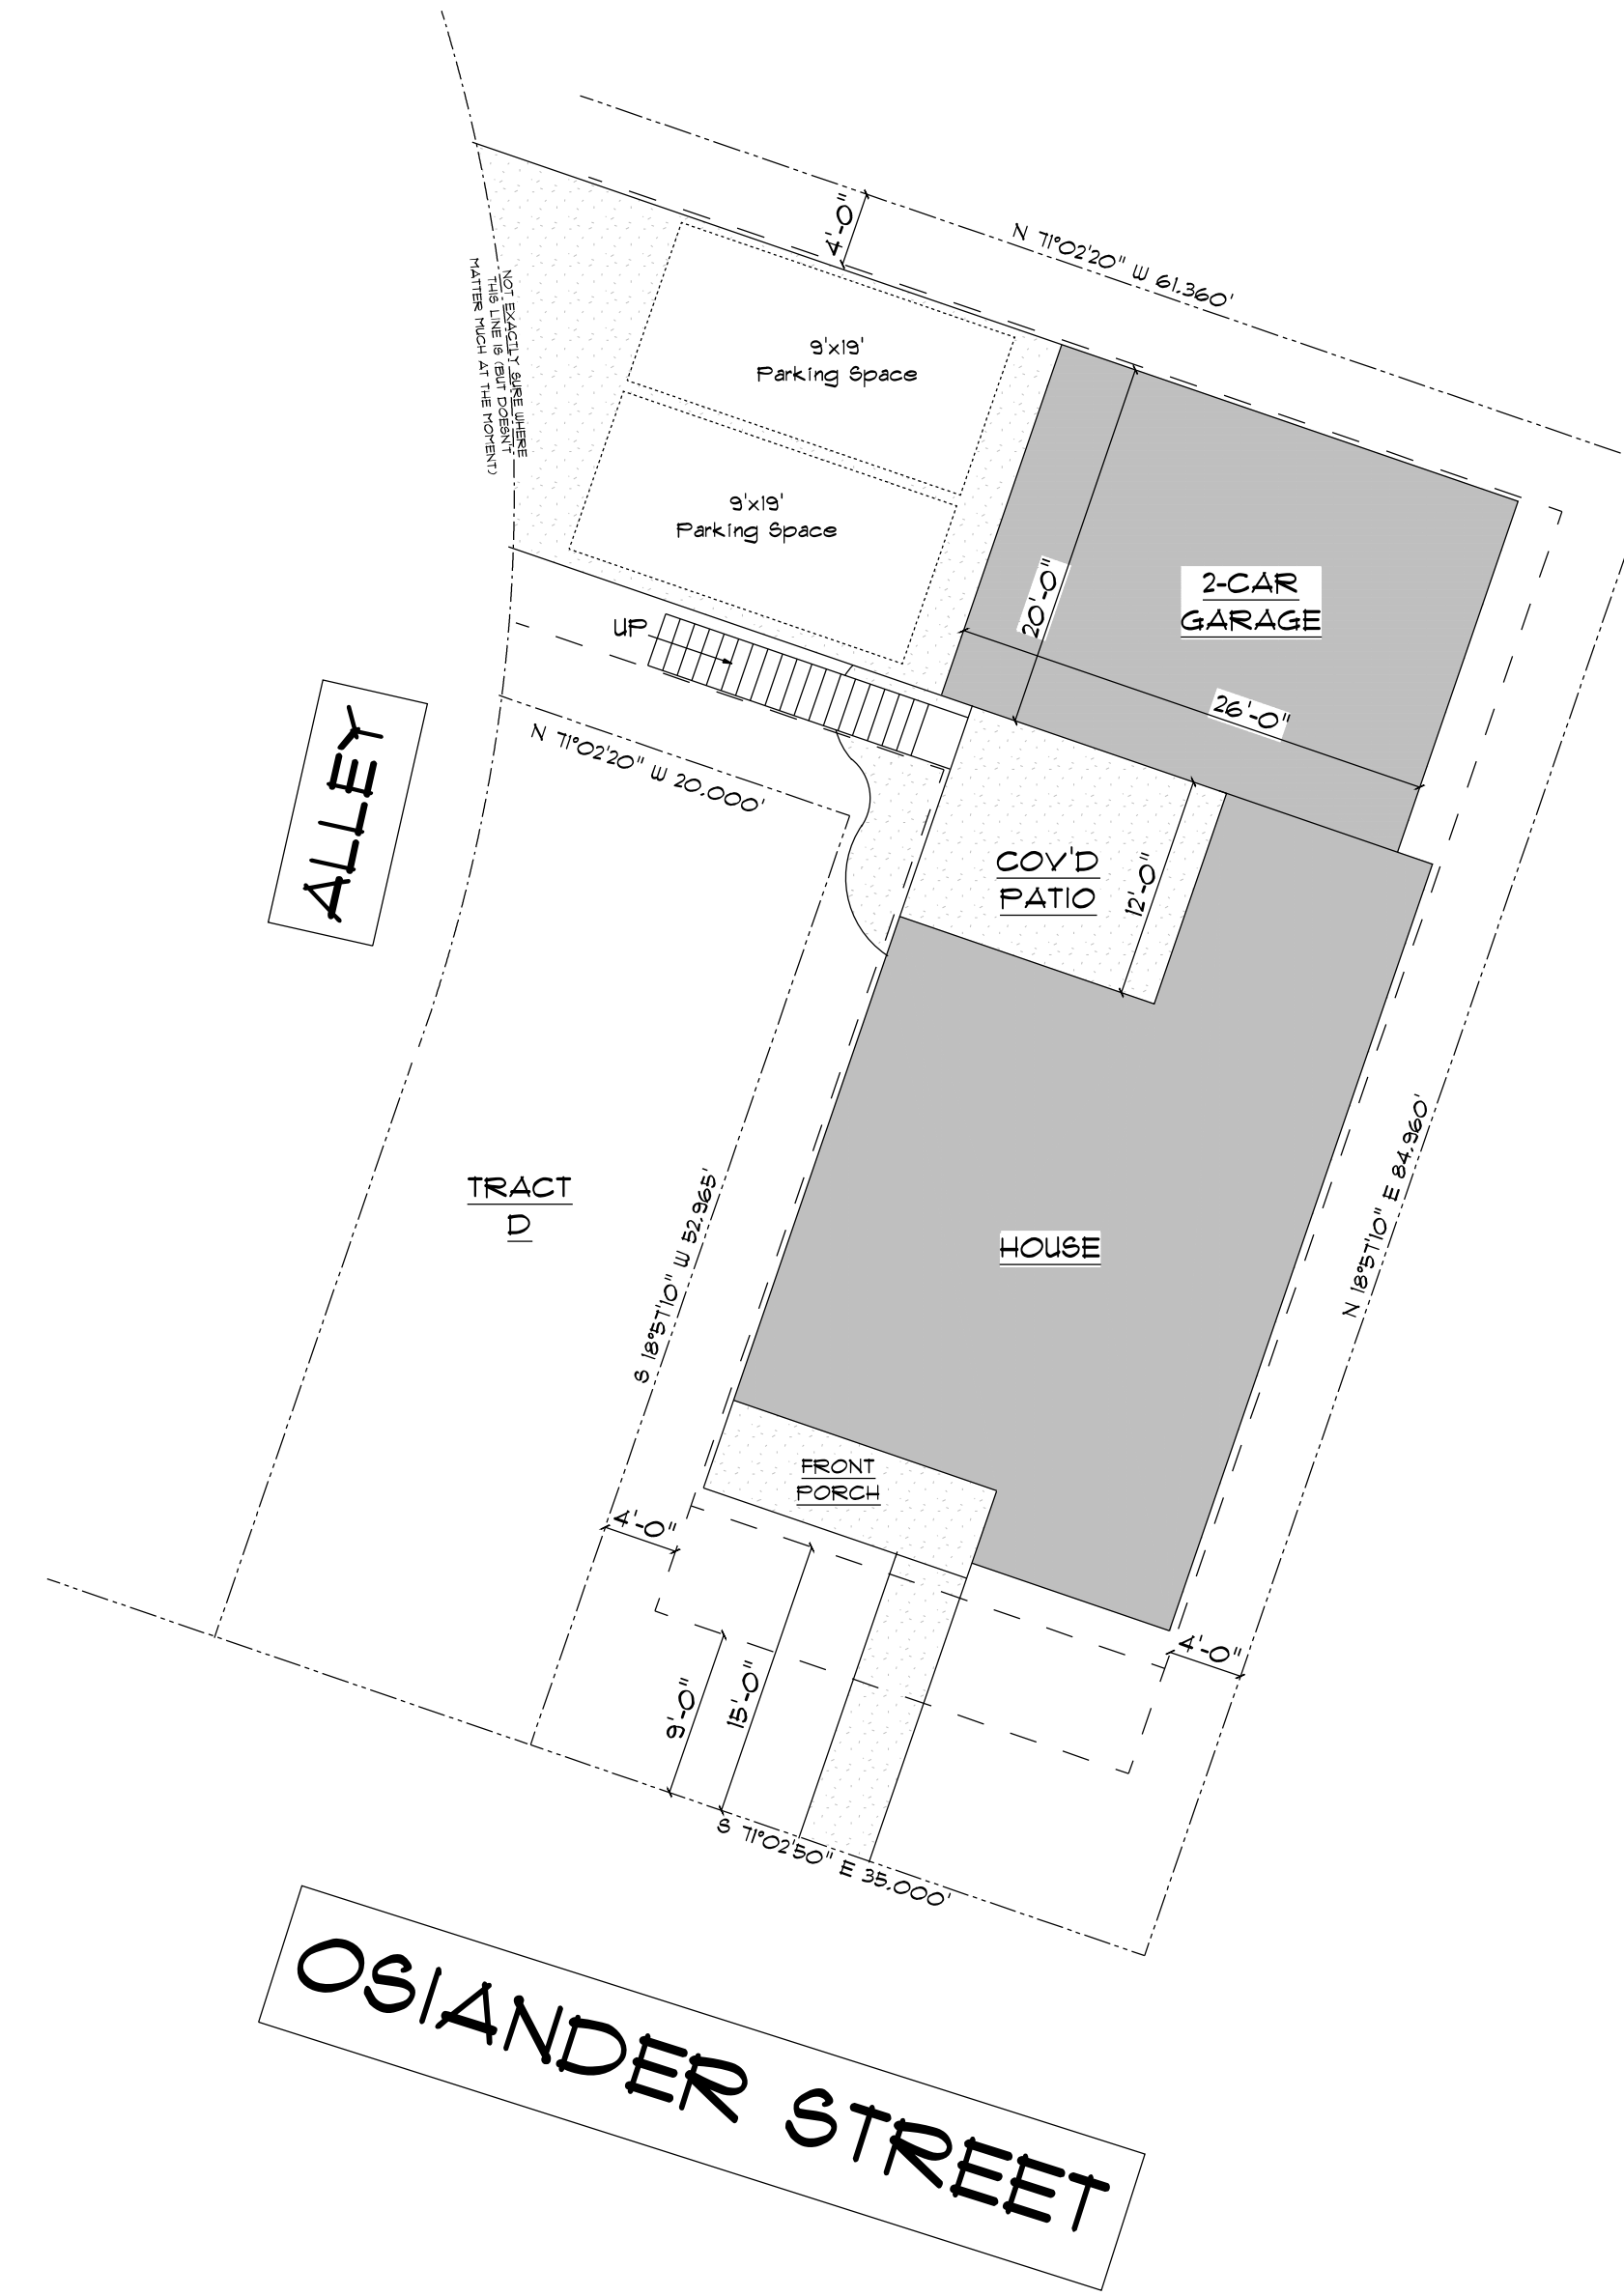 4'-0"
N 71°02'20" W 61.360'
NOT EXACTLY SURE WHERE
THIS LINE IS (BUT DOESN'T
MATTER MUCH AT THE MOMENT)
9'x19'
Parking Space
9'x19'
Parking Space
20'-0"
2-CAR
GARAGE
UP
26'-0"
N 71°02'20" W 20.000'
ALLEY
COV'D
PATIO
12'-0"
TRACT
D
S 18°57'10" W 52.965'
HOUSE
N 18°57'10" E 84.960'
FRONT
PORCH
4'-0"
4'-0"
9'-0"
15'-0"
S 71°02'50" E 35.000'
OSIANDER STREET